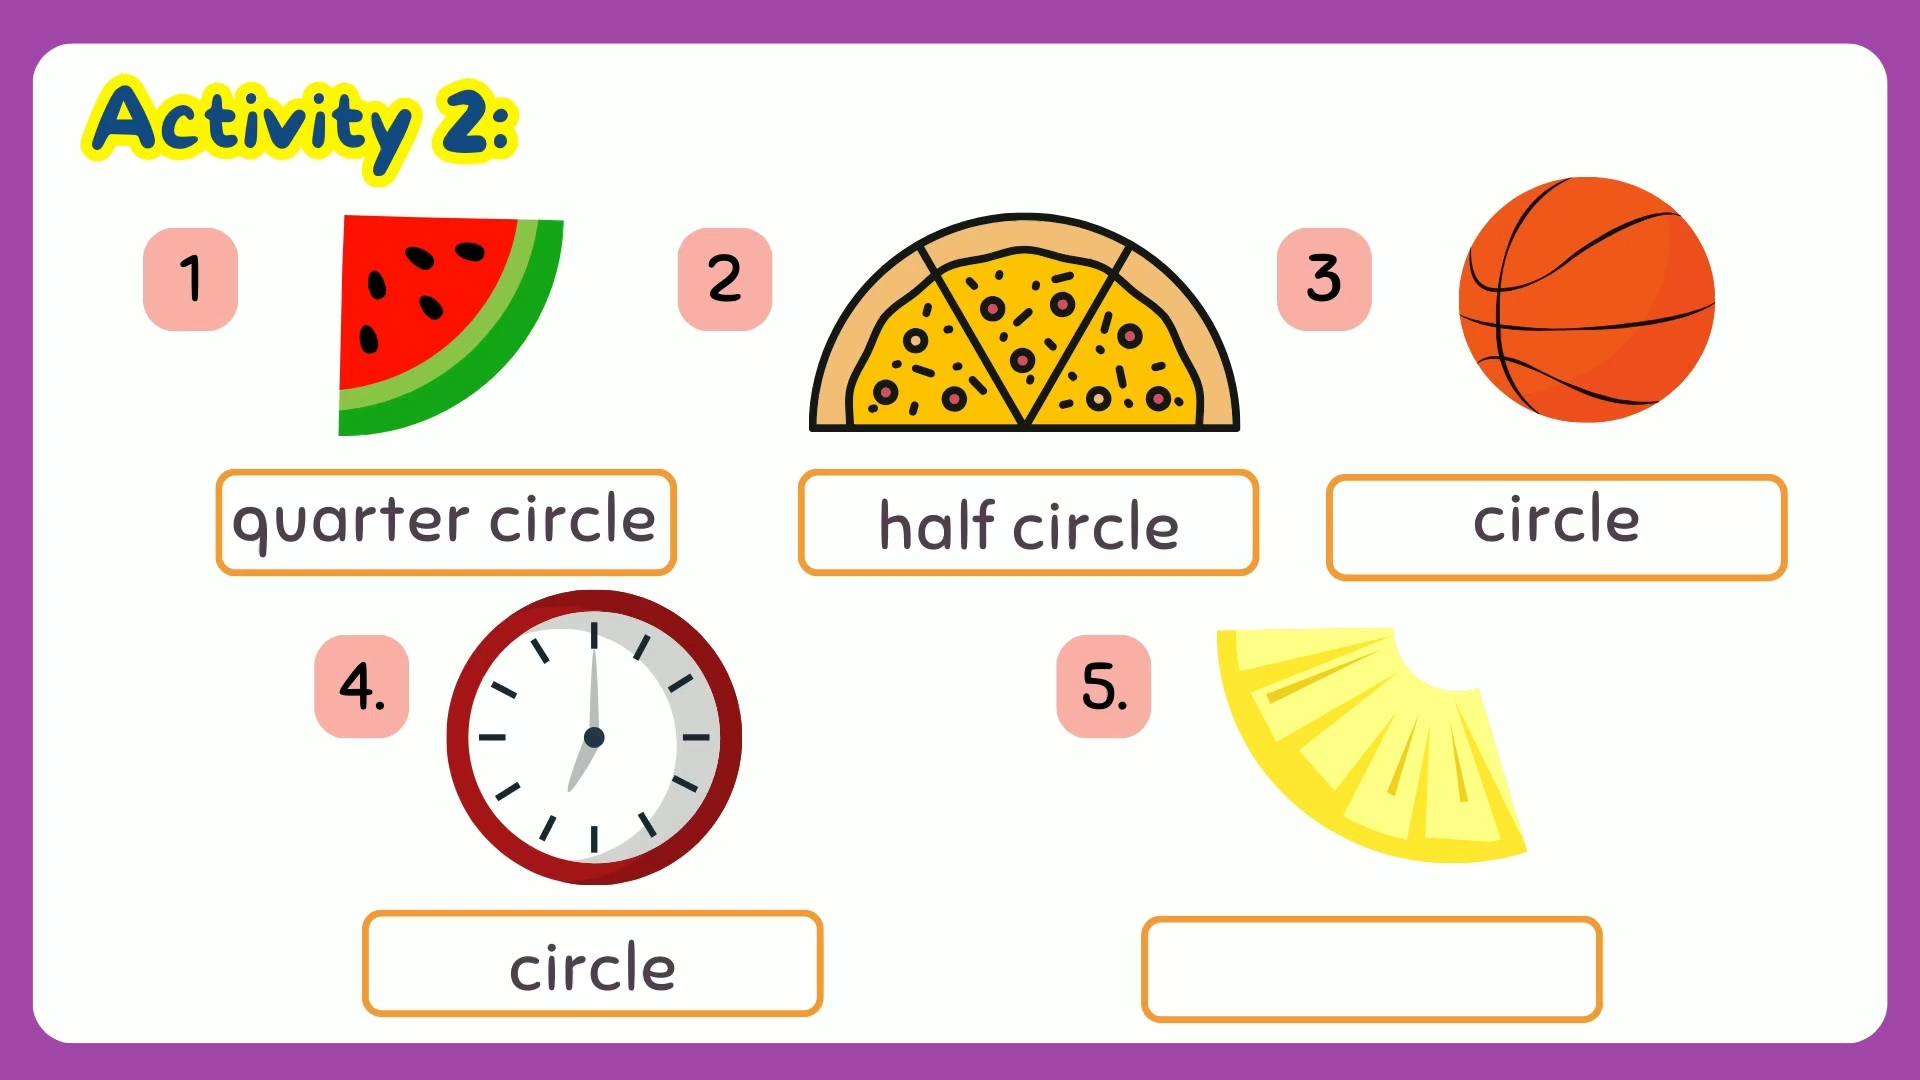 Activity 2:
1
2
3
quarter circle
half circle
circle
4.
5.
circle